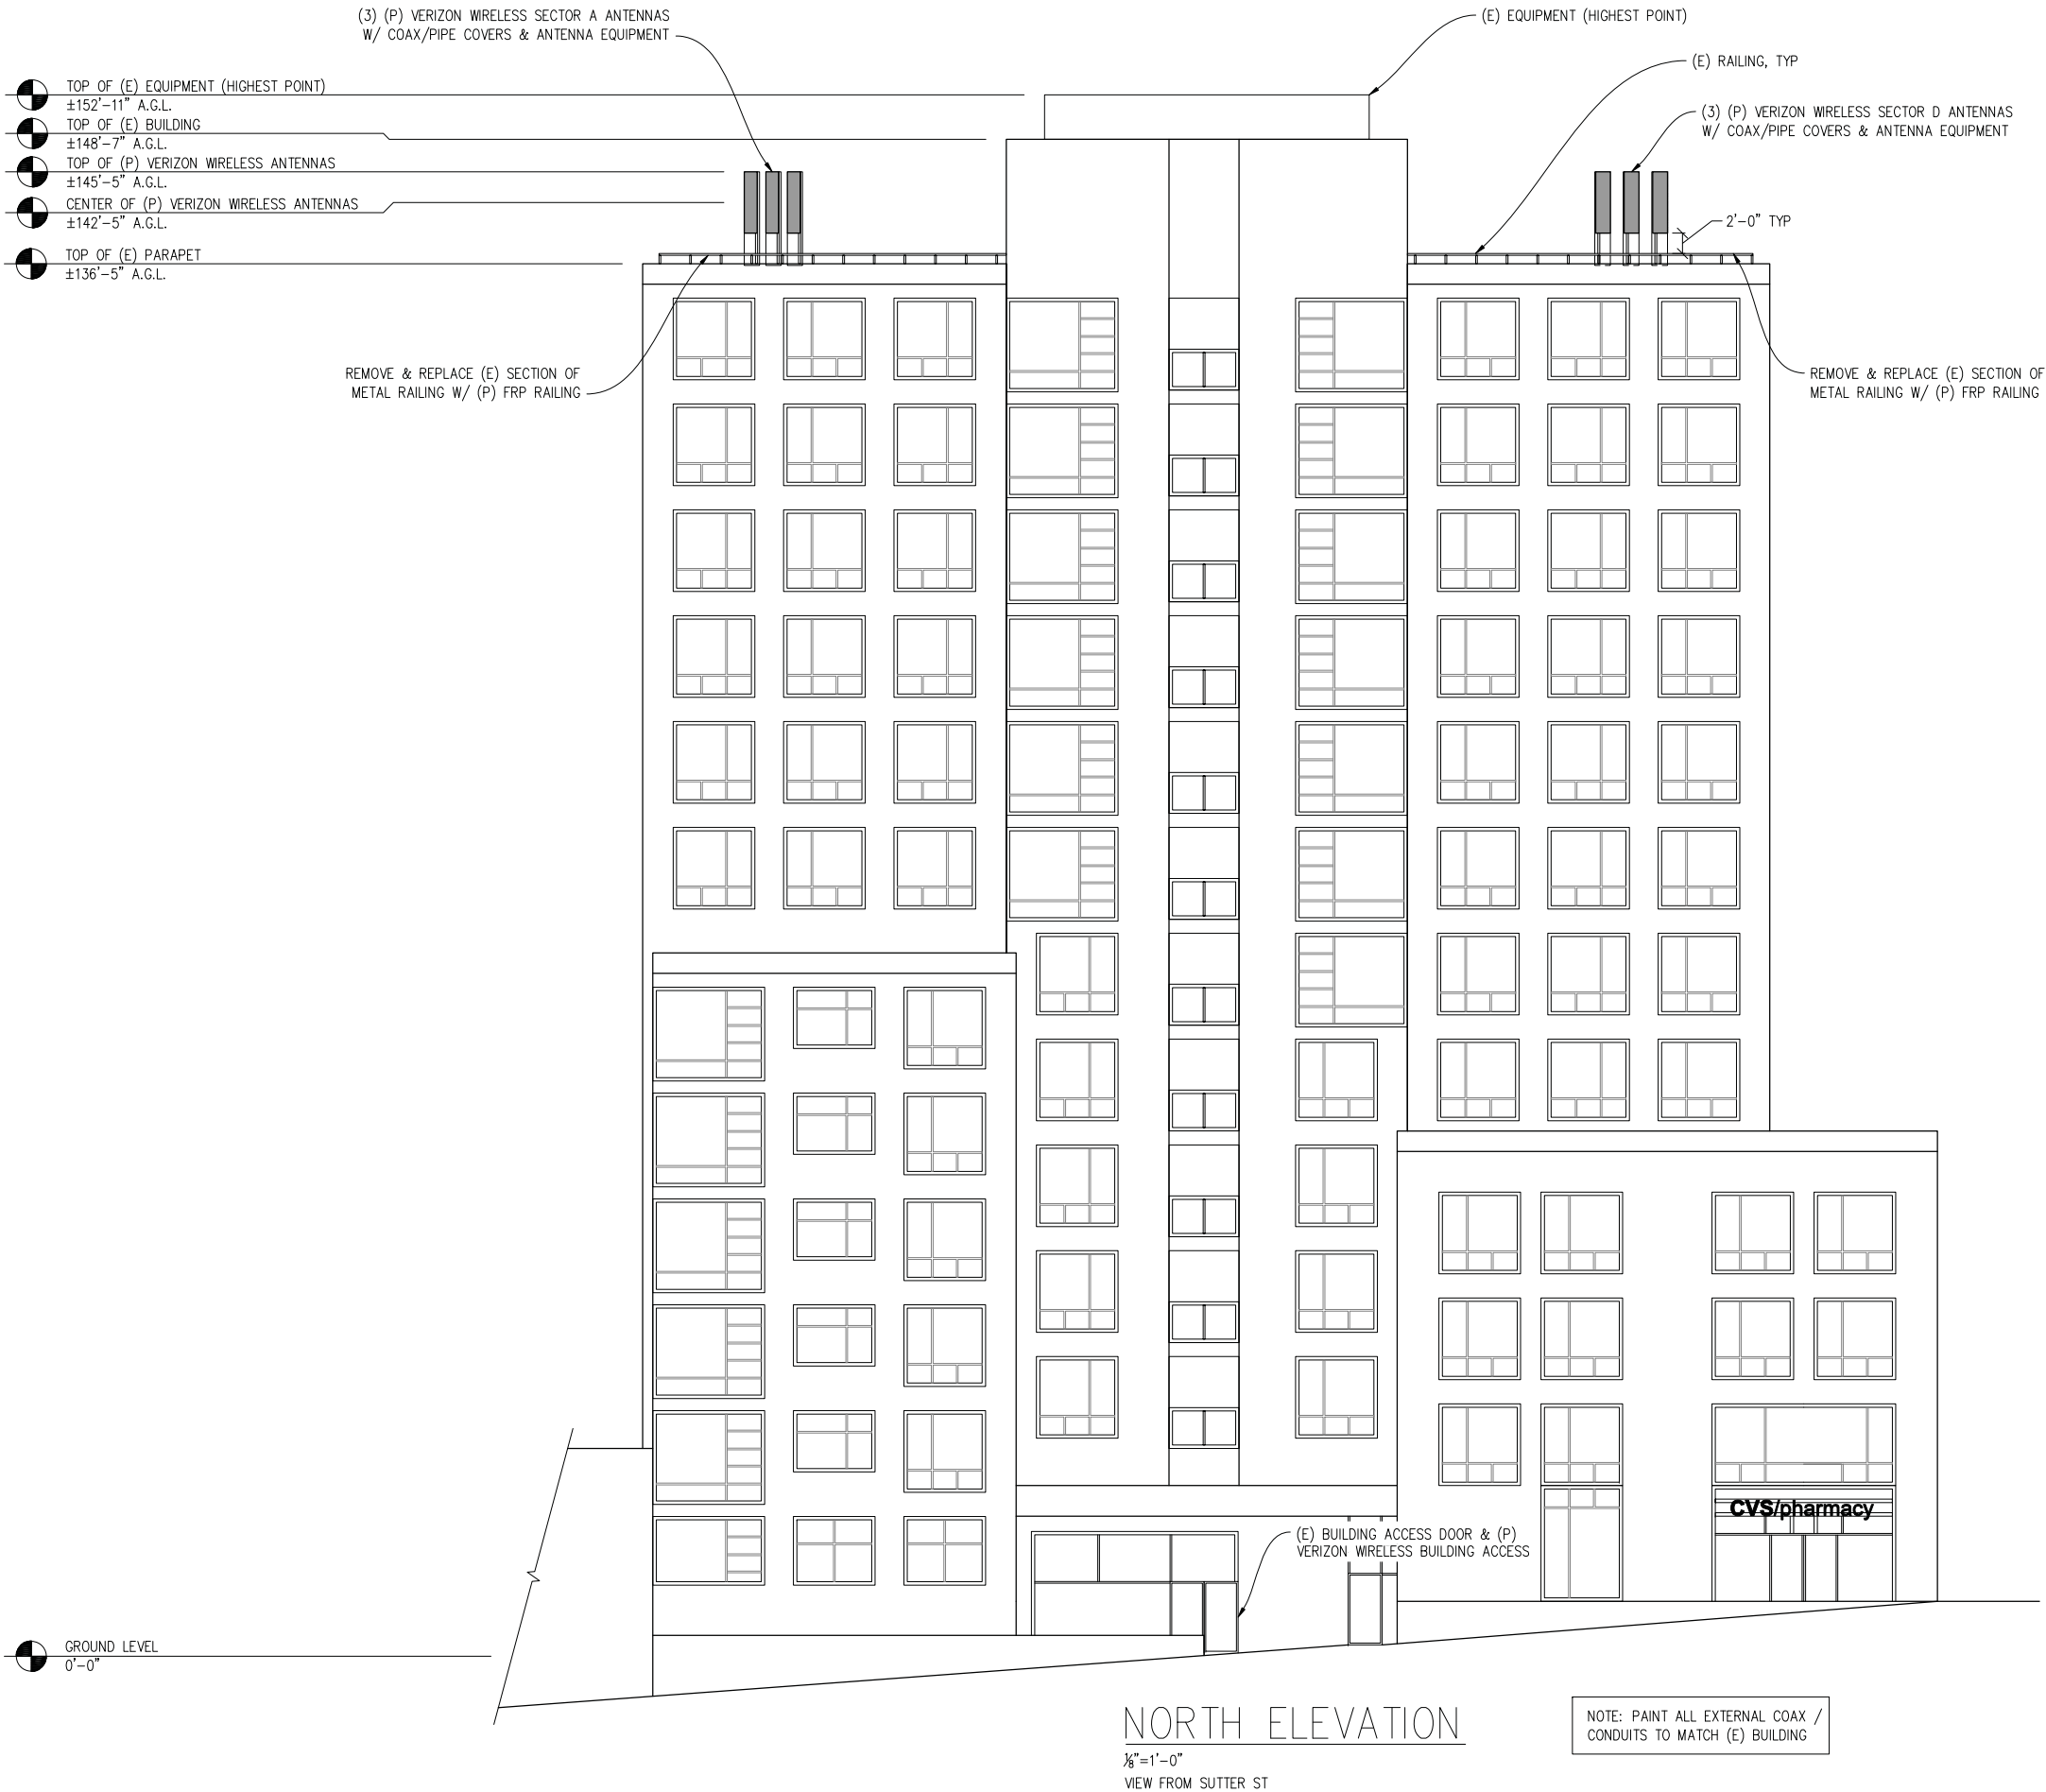 (3) (P) VERIZON WIRELESS SECTOR A ANTENNAS
W/ COAX/PIPE COVERS & ANTENNA EQUIPMENT
(E) EQUIPMENT (HIGHEST POINT)
(E) RAILING, TYP
(3) (P) VERIZON WIRELESS SECTOR D ANTENNAS
W/ COAX/PIPE COVERS & ANTENNA EQUIPMENT
TOP OF (E) EQUIPMENT (HIGHEST POINT)
±152'-11" A.G.L.
TOP OF (E) BUILDING
±148'-7" A.G.L.
TOP OF (P) VERIZON WIRELESS ANTENNAS
±145'-5" A.G.L.
CENTER OF (P) VERIZON WIRELESS ANTENNAS
±142'-5" A.G.L.
2'-0" TYP
TOP OF (E) PARAPET
±136'-5" A.G.L.
REMOVE & REPLACE (E) SECTION OF
METAL RAILING W/ (P) FRP RAILING
REMOVE & REPLACE (E) SECTION OF
METAL RAILING W/ (P) FRP RAILING
CVS/pharmacy
(E) BUILDING ACCESS DOOR & (P)
VERIZON WIRELESS BUILDING ACCESS
GROUND LEVEL
0'-0"
NORTH ELEVATION
⅛"=1'-0"
VIEW FROM SUTTER ST
NOTE: PAINT ALL EXTERNAL COAX /
CONDUITS TO MATCH (E) BUILDING